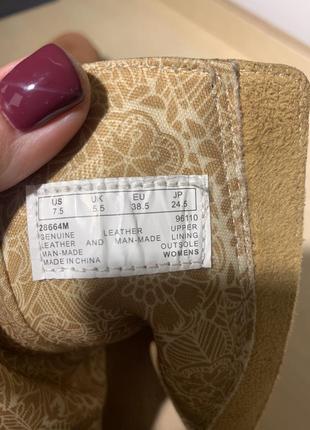 US UK EU JP
7.5 5.5 38.5 24.5
28664M 96110
GENUINE LEATHER UPPER
LEATHER AND MAN-MADE LINING
MAN-MADE OUTSOLE
MADE IN CHINA WOMENS